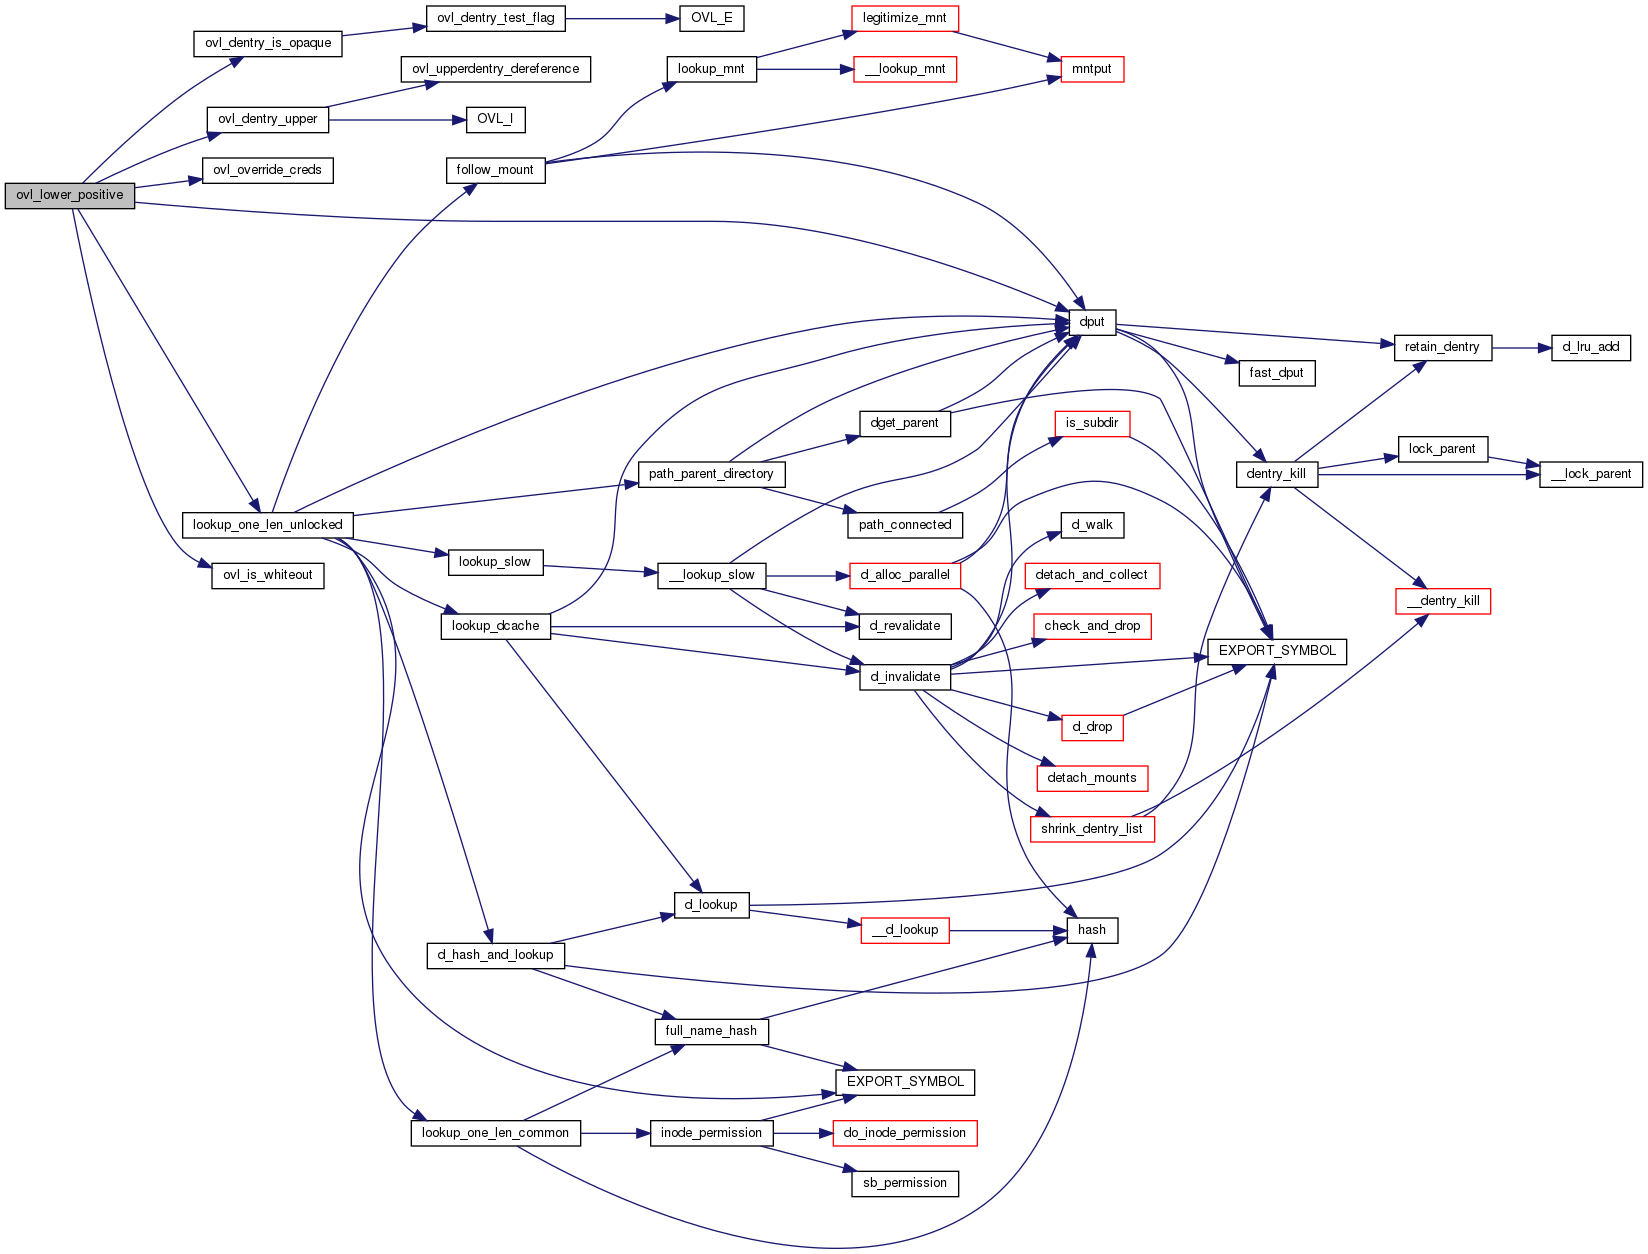 ovl_lower_positive
ovl_dentry_is_opaque
ovl_dentry_test_flag
OVL_E
ovl_dentry_upper
ovl_upperdentry_dereference
OVL_I
ovl_override_creds
lookup_one_len_unlocked
ovl_is_whiteout
follow_mount
lookup_mnt
legitimize_mnt
__lookup_mnt
mntput
dput
retain_dentry
d_lru_add
fast_dput
dentry_kill
lock_parent
__lock_parent
__dentry_kill
EXPORT_SYMBOL
path_parent_directory
dget_parent
path_connected
is_subdir
lookup_slow
__lookup_slow
d_alloc_parallel
d_revalidate
d_invalidate
d_walk
detach_and_collect
check_and_drop
d_drop
detach_mounts
shrink_dentry_list
lookup_dcache
d_lookup
__d_lookup
hash
d_hash_and_lookup
full_name_hash
EXPORT_SYMBOL
lookup_one_len_common
inode_permission
do_inode_permission
sb_permission